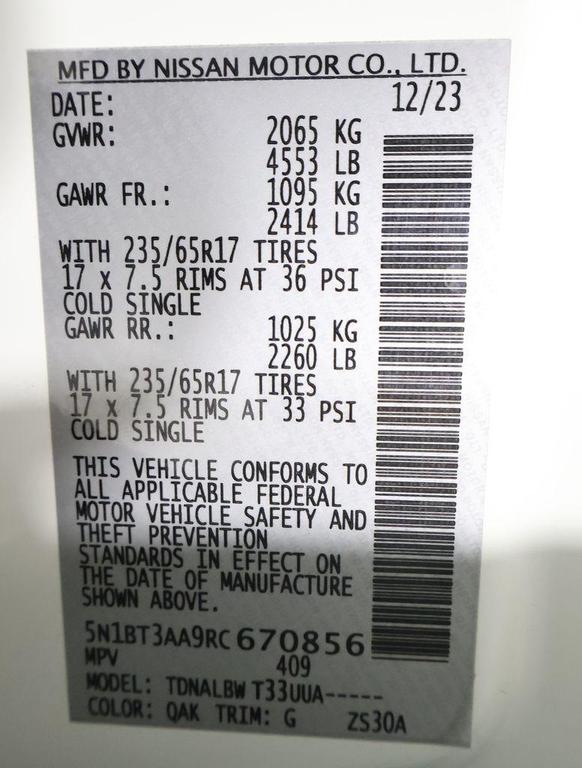 MFD BY NISSAN MOTOR CO., LTD.
DATE: 12/23
GVWR: 2065 KG
4553 LB
GAWR FR.: 1095 KG
2414 LB
WITH 235/65R17 TIRES
17 x 7.5 RIMS AT 36 PSI
COLD SINGLE
GAWR RR.: 1025 KG
2260 LB
WITH 235/65R17 TIRES
17 x 7.5 RIMS AT 33 PSI
COLD SINGLE
THIS VEHICLE CONFORMS TO
ALL APPLICABLE FEDERAL
MOTOR VEHICLE SAFETY AND
THEFT PREVENTION
STANDARDS IN EFFECT ON
THE DATE OF MANUFACTURE
SHOWN ABOVE.
5N1BT3AA9RC670856
MPV 409
MODEL: TDNALBW T33UUA-----
COLOR: QAK TRIM: G ZS30A